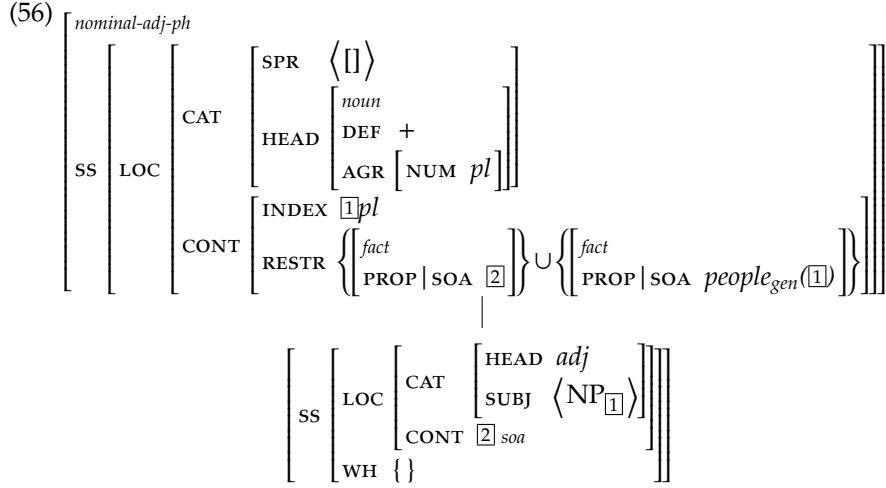 (56)
nominal-adj-ph
SPR ⟨[]⟩
noun
CAT
HEAD DEF +
AGR [NUM pl]
SS LOC
INDEX 1 pl
CONT
fact fact
RESTR {[PROP|SOA 2]} ∪ {[PROP|SOA people_gen(1)]}
HEAD adj
CAT
SUBJ ⟨NP_1⟩
SS LOC
CONT 2 soa
WH { }